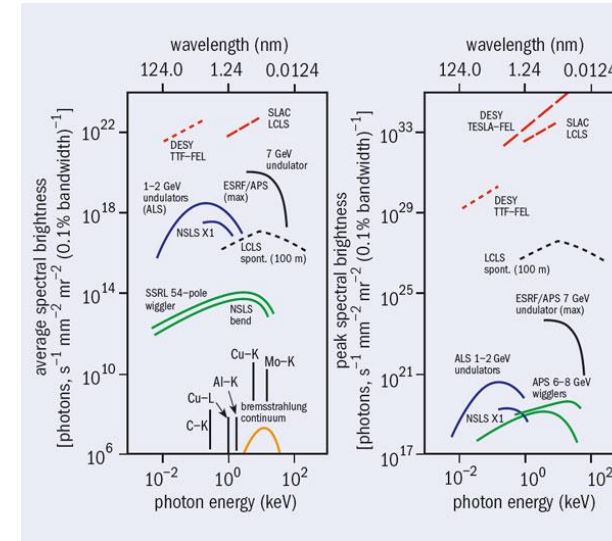 wavelength (nm)
124.0 1.24 0.0124
average spectral brightness
[photons, s⁻¹ mm⁻² mr⁻² (0.1% bandwidth)⁻¹]
10²²
10¹⁸
10¹⁴
10¹⁰
10⁶
DESY
TTF-FEL
SLAC
LCLS
7 GeV
undulator
1–2 GeV
undulators
(ALS)
ESRF/APS
(max)
NSLS X1
LCLS
spont. (100 m)
SSRL 54-pole
wiggler
NSLS
bend
Cu–K
Mo–K
Al–K
Cu–L
C–K
bremsstrahlung
continuum
10⁻² 10⁰ 10²
photon energy (keV)
wavelength (nm)
124.0 1.24 0.0124
peak spectral brightness
[photons, s⁻¹ mm⁻² mr⁻² (0.1% bandwidth)⁻¹]
10³³
10²⁹
10²⁵
10²¹
10¹⁷
DESY
TESLA-FEL
SLAC
LCLS
DESY
TTF–FEL
LCLS
spont. (100 m)
ESRF/APS 7 GeV
undulator (max)
ALS 1–2 GeV
undulators
APS 6–8 GeV
wigglers
NSLS X1
10⁻² 10⁰ 10²
photon energy (keV)